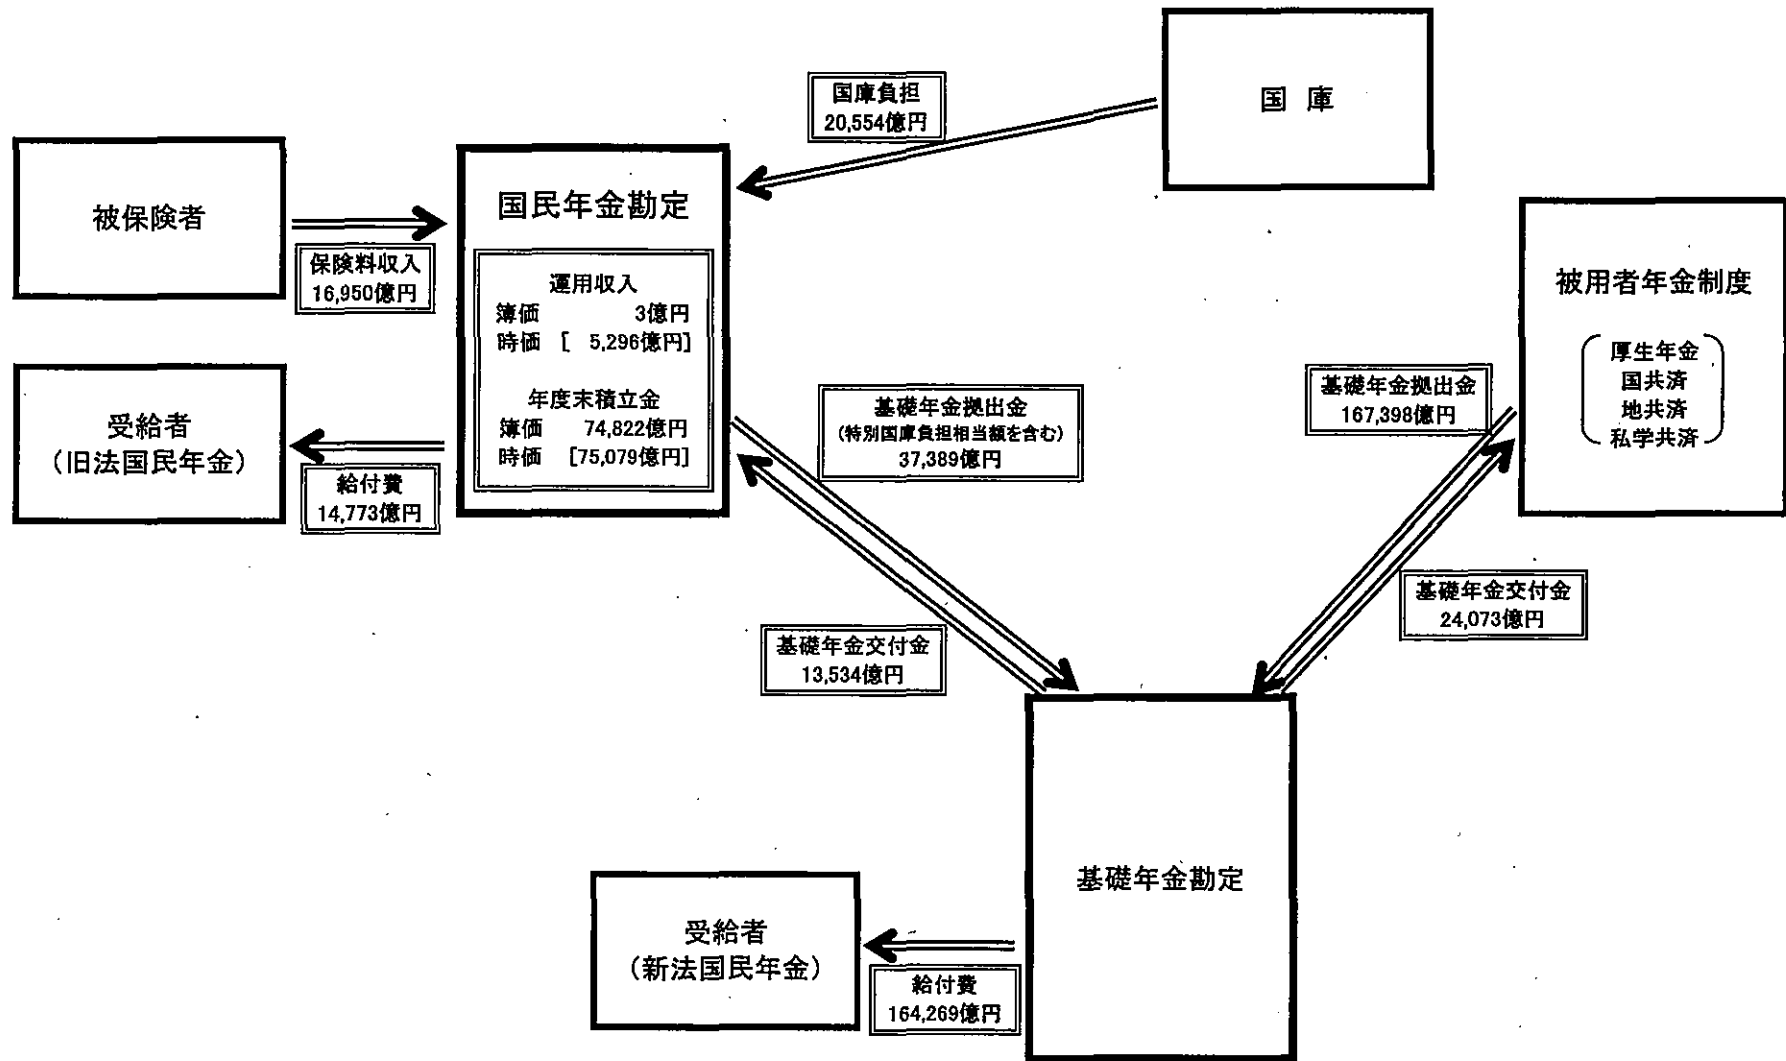 国 庫
国庫負担
20,554億円
被保険者
保険料収入
16,950億円
国民年金勘定
運用収入
簿価 3億円
時価 [ 5,296億円]
年度末積立金
簿価 74,822億円
時価 [75,079億円]
受給者
(旧法国民年金)
給付費
14,773億円
基礎年金拠出金
(特別国庫負担相当額を含む)
37,389億円
基礎年金交付金
13,534億円
被用者年金制度
厚生年金
国共済
地共済
私学共済
基礎年金拠出金
167,398億円
基礎年金交付金
24,073億円
基礎年金勘定
受給者
(新法国民年金)
給付費
164,269億円